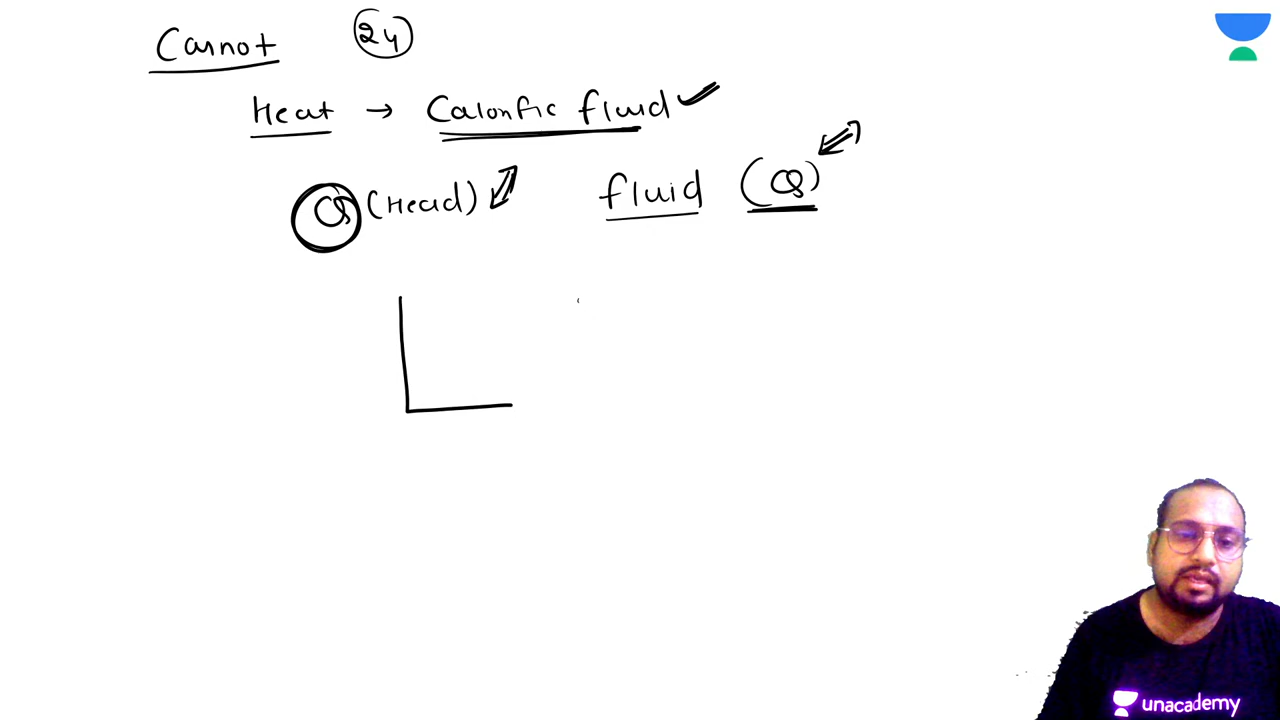 Carnot 24
Heat → Calorific fluid ✓
Q (Head) fluid (Q)
unacademy